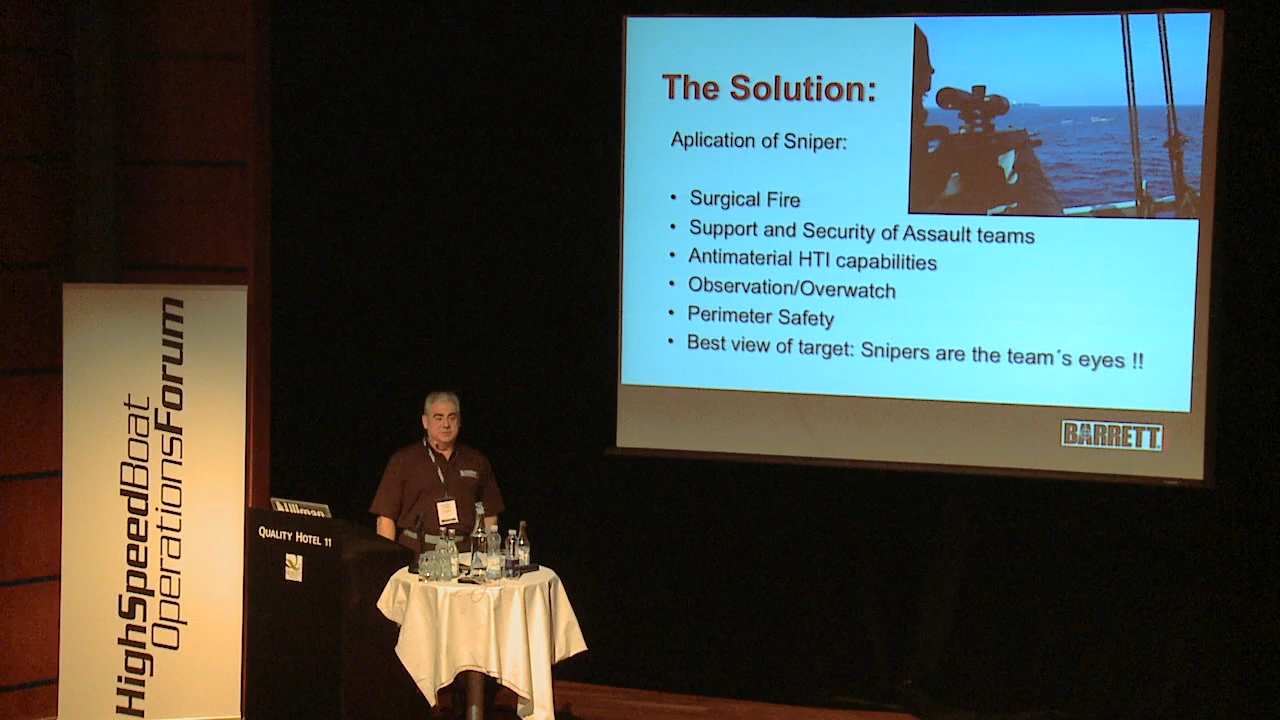 The Solution:
Aplication of Sniper:
• Surgical Fire
• Support and Security of Assault teams
• Antimaterial HTI capabilities
• Observation/Overwatch
• Perimeter Safety
• Best view of target: Snipers are the team´s eyes !!
BARRETT
HighSpeedBoat
OperationsForum
QUALITY HOTEL 11